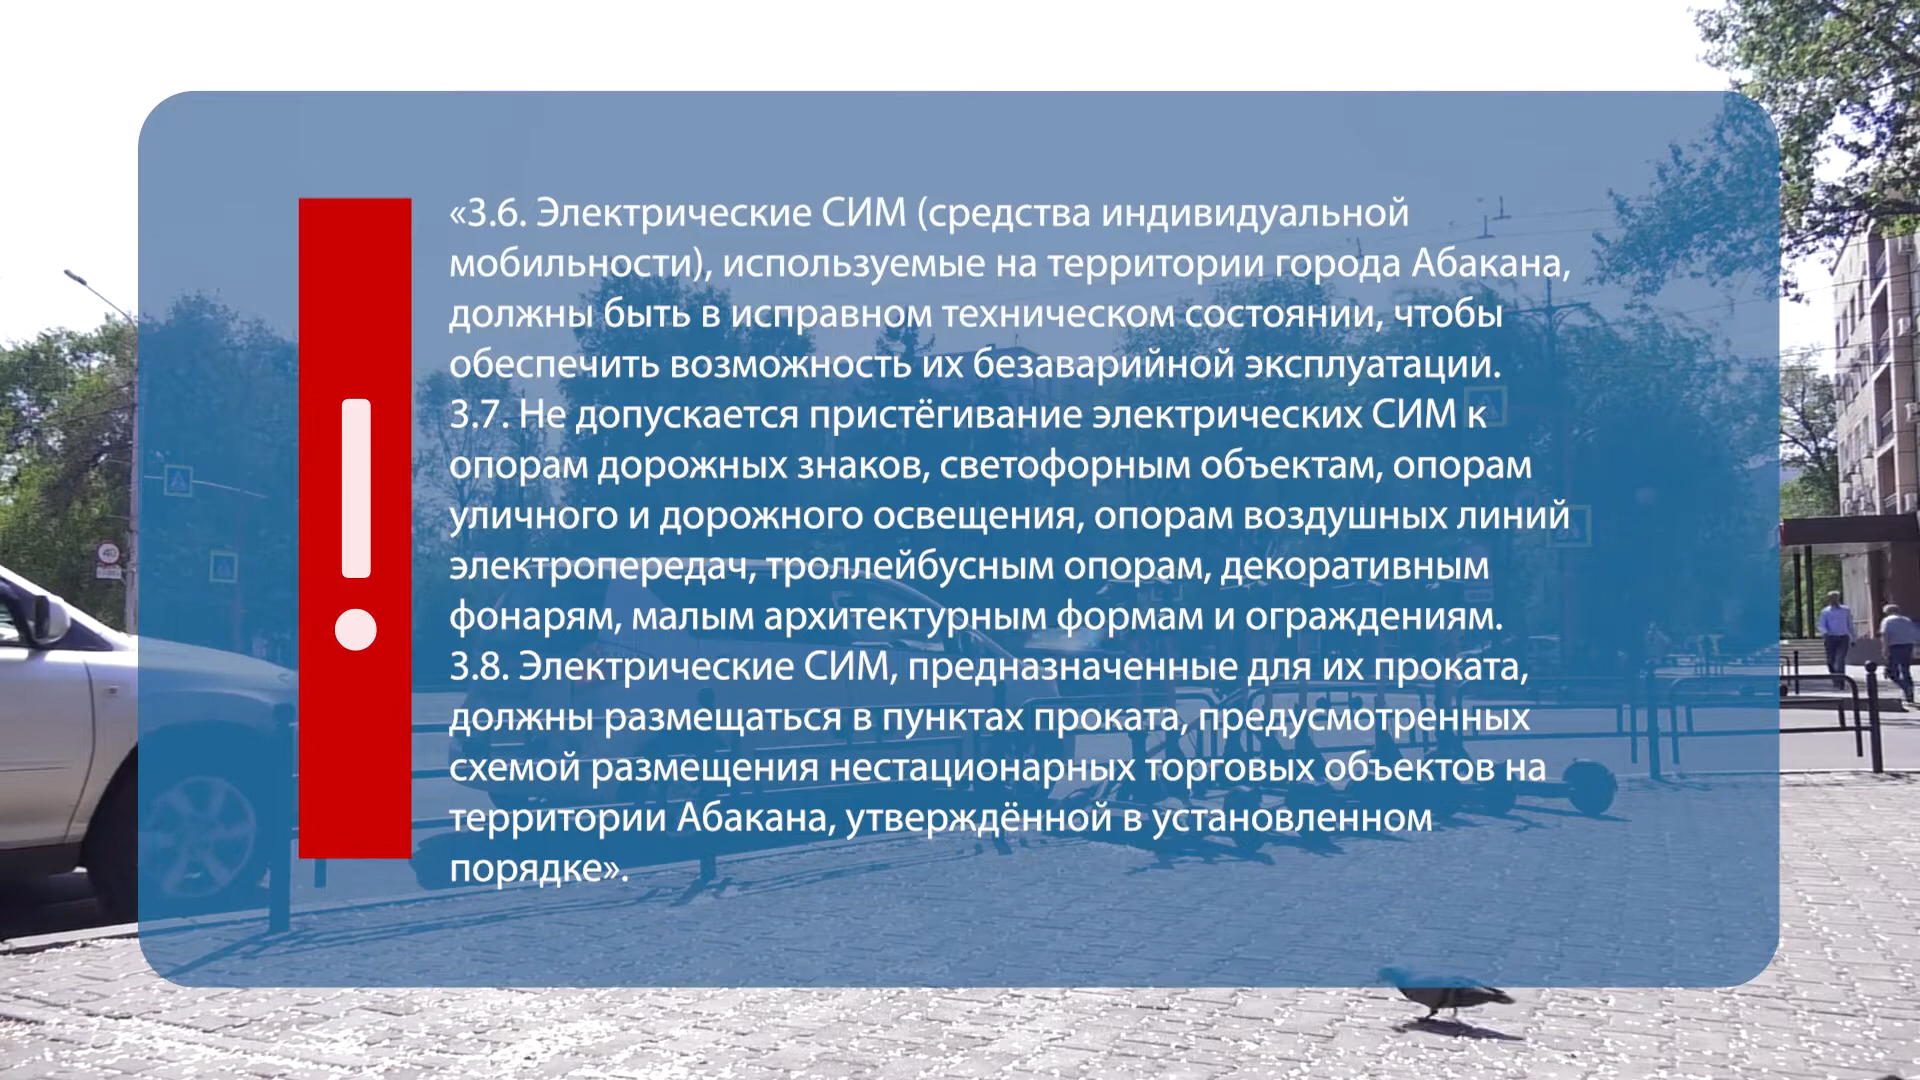 «3.6. Электрические СИМ (средства индивидуальной
мобильности), используемые на территории города Абакана,
должны быть в исправном техническом состоянии, чтобы
обеспечить возможность их безаварийной эксплуатации.
3.7. Не допускается пристёгивание электрических СИМ к
опорам дорожных знаков, светофорным объектам, опорам
уличного и дорожного освещения, опорам воздушных линий
электропередач, троллейбусным опорам, декоративным
фонарям, малым архитектурным формам и ограждениям.
3.8. Электрические СИМ, предназначенные для их проката,
должны размещаться в пунктах проката, предусмотренных
схемой размещения нестационарных торговых объектов на
территории Абакана, утверждённой в установленном
порядке».
40